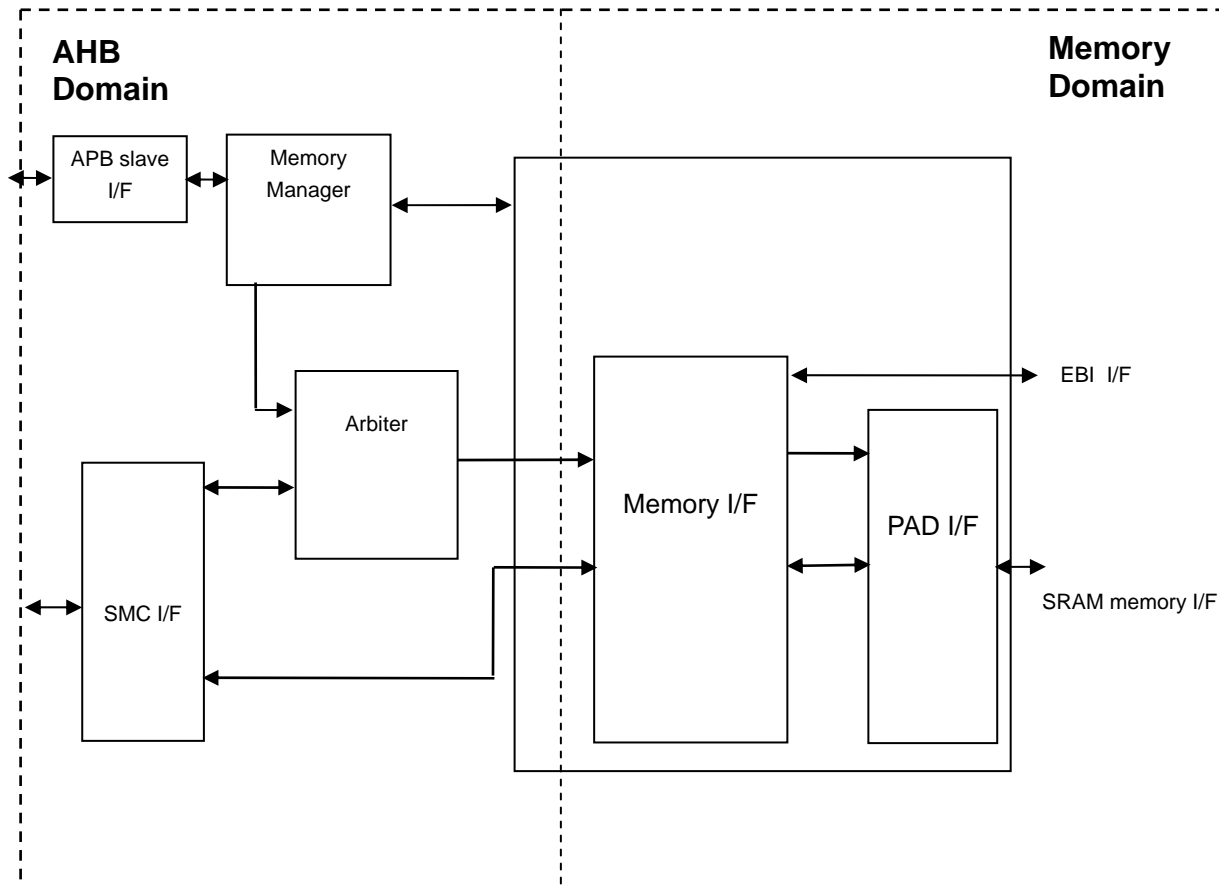 AHB
Domain
Memory
Domain
APB slave
I/F
Memory
Manager
EBI I/F
Arbiter
Memory I/F
PAD I/F
SMC I/F
SRAM memory I/F